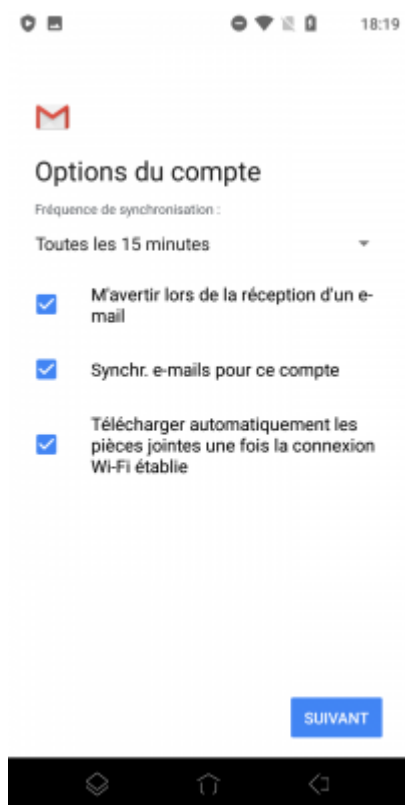 18:19
Options du compte
Fréquence de synchronisation :
Toutes les 15 minutes
M'avertir lors de la réception d'un e-
mail
Synchr. e-mails pour ce compte
Télécharger automatiquement les
pièces jointes une fois la connexion
Wi-Fi établie
SUIVANT